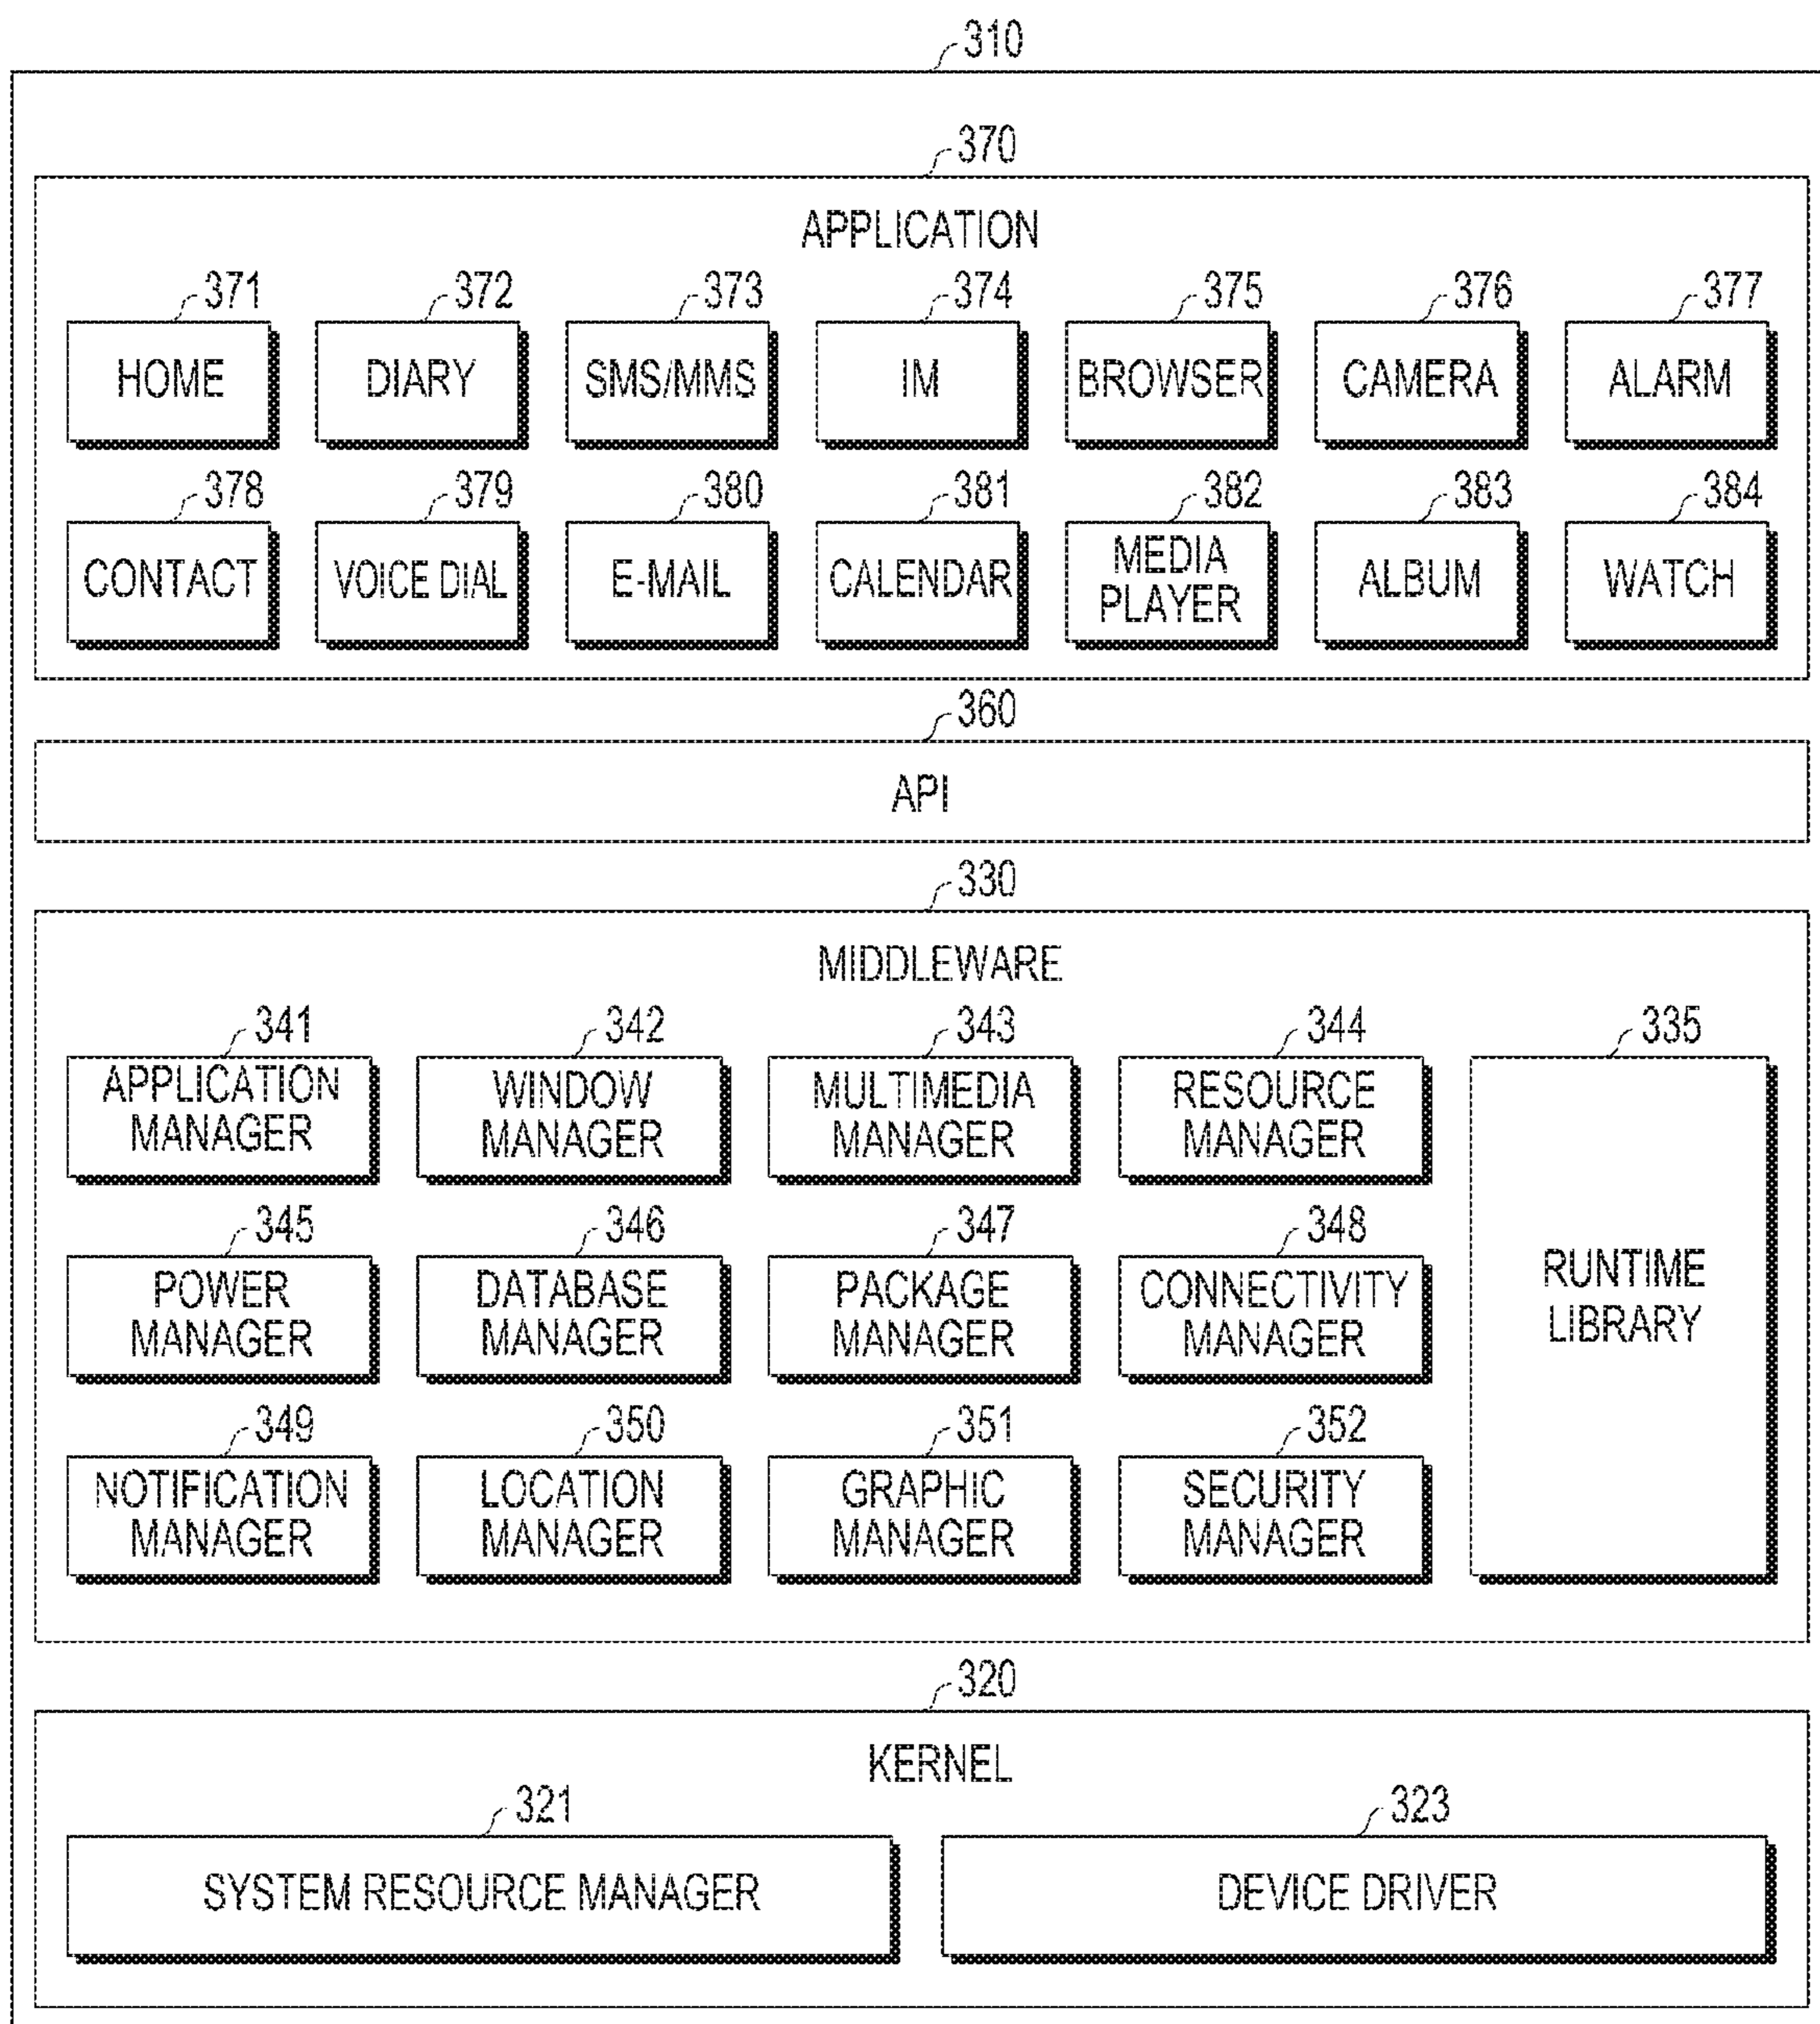 310
370
APPLICATION
371 372 373 374 375 376 377
HOME DIARY SMS/MMS IM BROWSER CAMERA ALARM
378 379 380 381 382 383 384
CONTACT VOICE DIAL E-MAIL CALENDAR MEDIA PLAYER ALBUM WATCH
360
API
330
MIDDLEWARE
341 342 343 344 335
APPLICATION MANAGER WINDOW MANAGER MULTIMEDIA MANAGER RESOURCE MANAGER
345 346 347 348
POWER MANAGER DATABASE MANAGER PACKAGE MANAGER CONNECTIVITY MANAGER RUNTIME LIBRARY
349 350 351 352
NOTIFICATION MANAGER LOCATION MANAGER GRAPHIC MANAGER SECURITY MANAGER
320
KERNEL
321 323
SYSTEM RESOURCE MANAGER DEVICE DRIVER